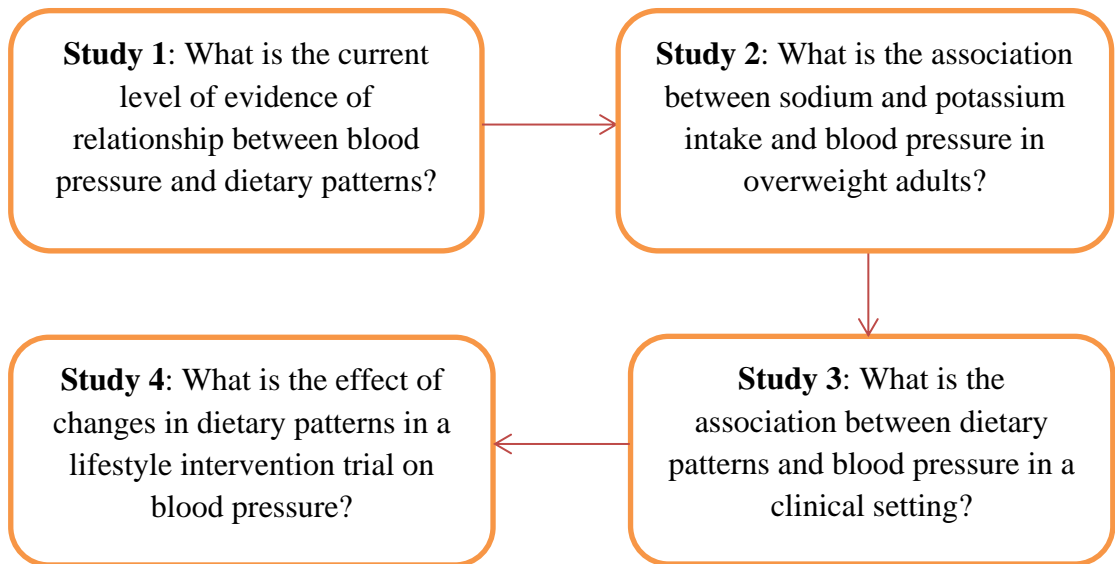 Study 1: What is the current
level of evidence of
relationship between blood
pressure and dietary patterns?
Study 2: What is the association
between sodium and potassium
intake and blood pressure in
overweight adults?
Study 3: What is the
association between dietary
patterns and blood pressure in a
clinical setting?
Study 4: What is the effect of
changes in dietary patterns in a
lifestyle intervention trial on
blood pressure?